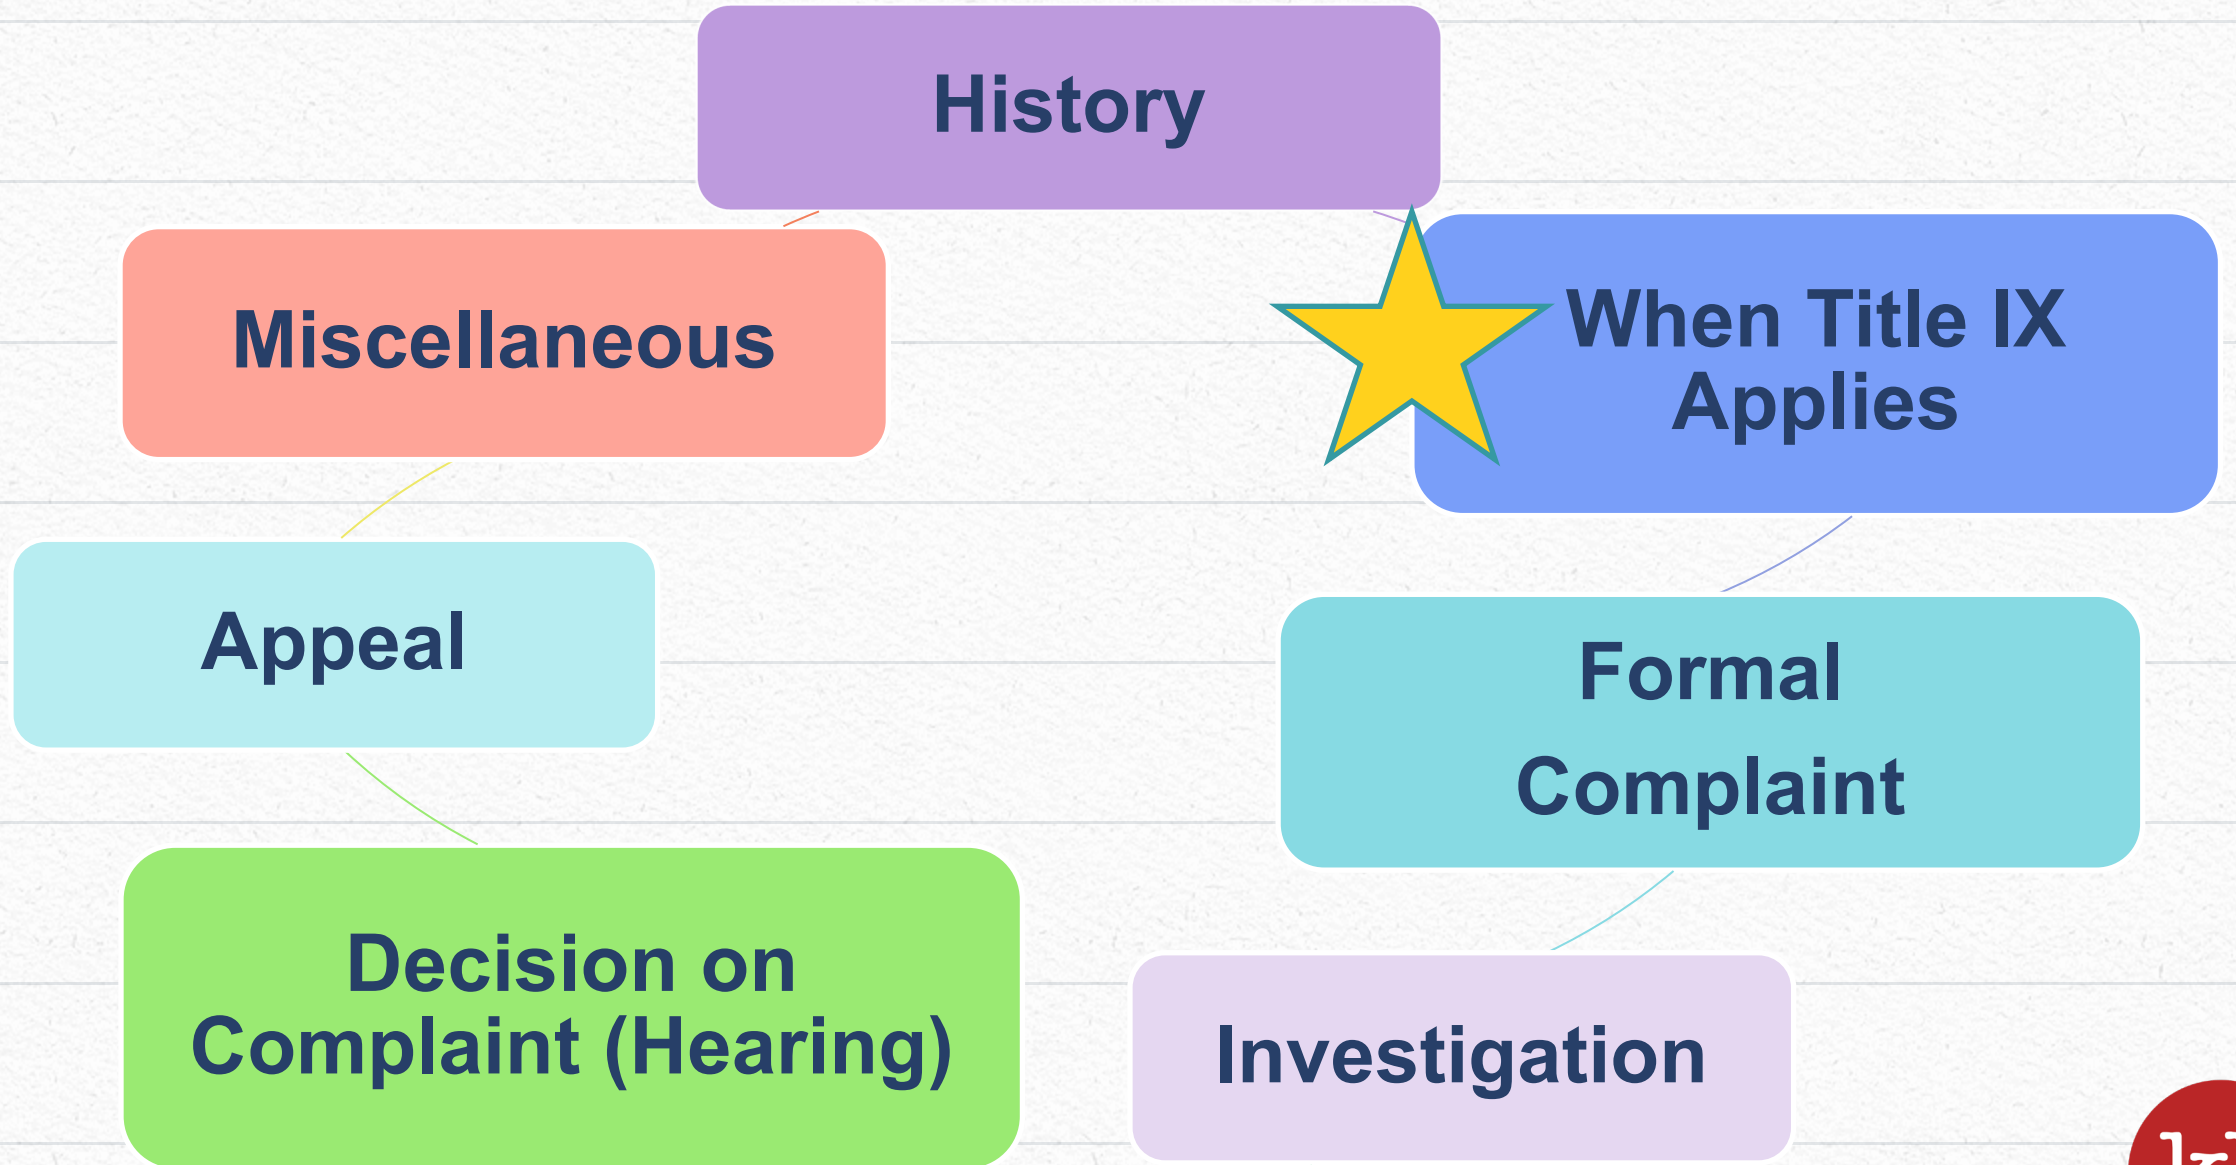 History
When Title IX
Applies
Formal
Complaint
Investigation
Decision on
Complaint (Hearing)
Appeal
Miscellaneous